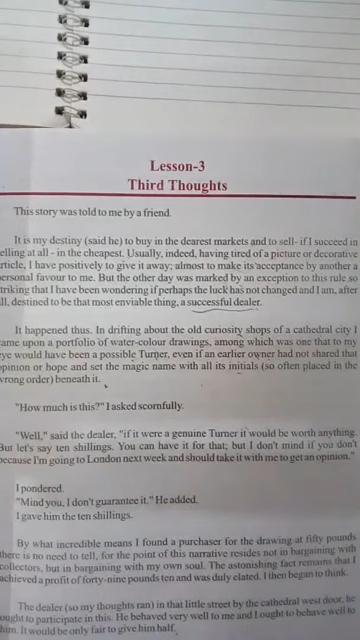 Lesson-3
Third Thoughts
This story was told to me by a friend.
It is my destiny (said he) to buy in the dearest markets and to sell- if I succeed in
elling at all - in the cheapest. Usually, indeed, having tired of a picture or decorative
rticle, I have positively to give it away; almost to make its acceptance by another a
ersonal favour to me. But the other day was marked by an exception to this rule so
triking that I have been wondering if perhaps the luck has not changed and I am, after
ll, destined to be that most enviable thing, a successful dealer.
It happened thus. In drifting about the old curiosity shops of a cathedral city I
ame upon a portfolio of water-colour drawings, among which was one that to my
ye would have been a possible Turner, even if an earlier owner had not shared that
opinion or hope and set the magic name with all its initials (so often placed in the
wrong order) beneath it.
"How much is this?" I asked scornfully.
"Well," said the dealer, "if it were a genuine Turner it would be worth anything.
But let's say ten shillings. You can have it for that; but I don't mind if you don't
because I'm going to London next week and should take it with me to get an opinion."
I pondered.
"Mind you, I don't guarantee it." He added.
I gave him the ten shillings.
By what incredible means I found a purchaser for the drawing at fifty pounds
there is no need to tell, for the point of this narrative resides not in bargaining with
collectors, but in bargaining with my own soul. The astonishing fact remains that I
achieved a profit of forty-nine pounds ten and was duly elated. I then began to think.
The dealer (so my thoughts ran) in that little street by the cathedral west door, he
ought to participate in this. He behaved very well to me and I ought to behave well to
him. It would be only fair to give him half.